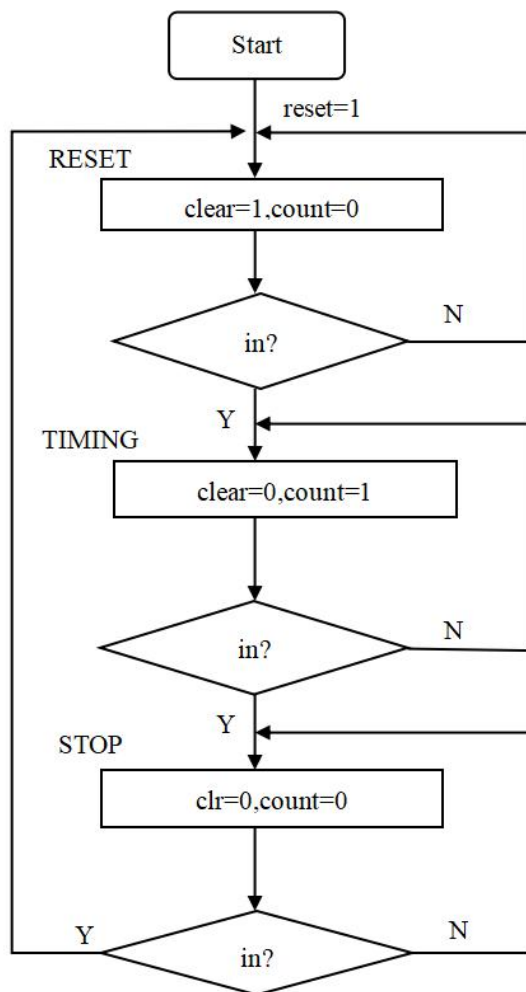 Start
reset=1
RESET
clear=1,count=0
in?
N
Y
TIMING
clear=0,count=1
in?
N
Y
STOP
clr=0,count=0
Y
in?
N